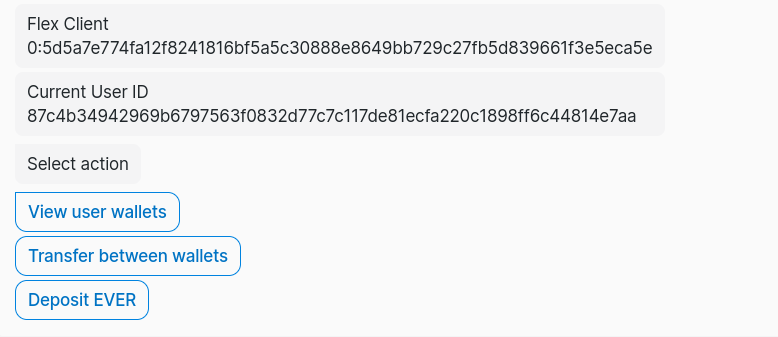 Flex Client
0:5d5a7e774fa12f8241816bf5a5c30888e8649bb729c27fb5d839661f3e5eca5e
Current User ID
87c4b34942969b6797563f0832d77c7c117de81ecfa220c1898ff6c44814e7aa
Select action
View user wallets
Transfer between wallets
Deposit EVER